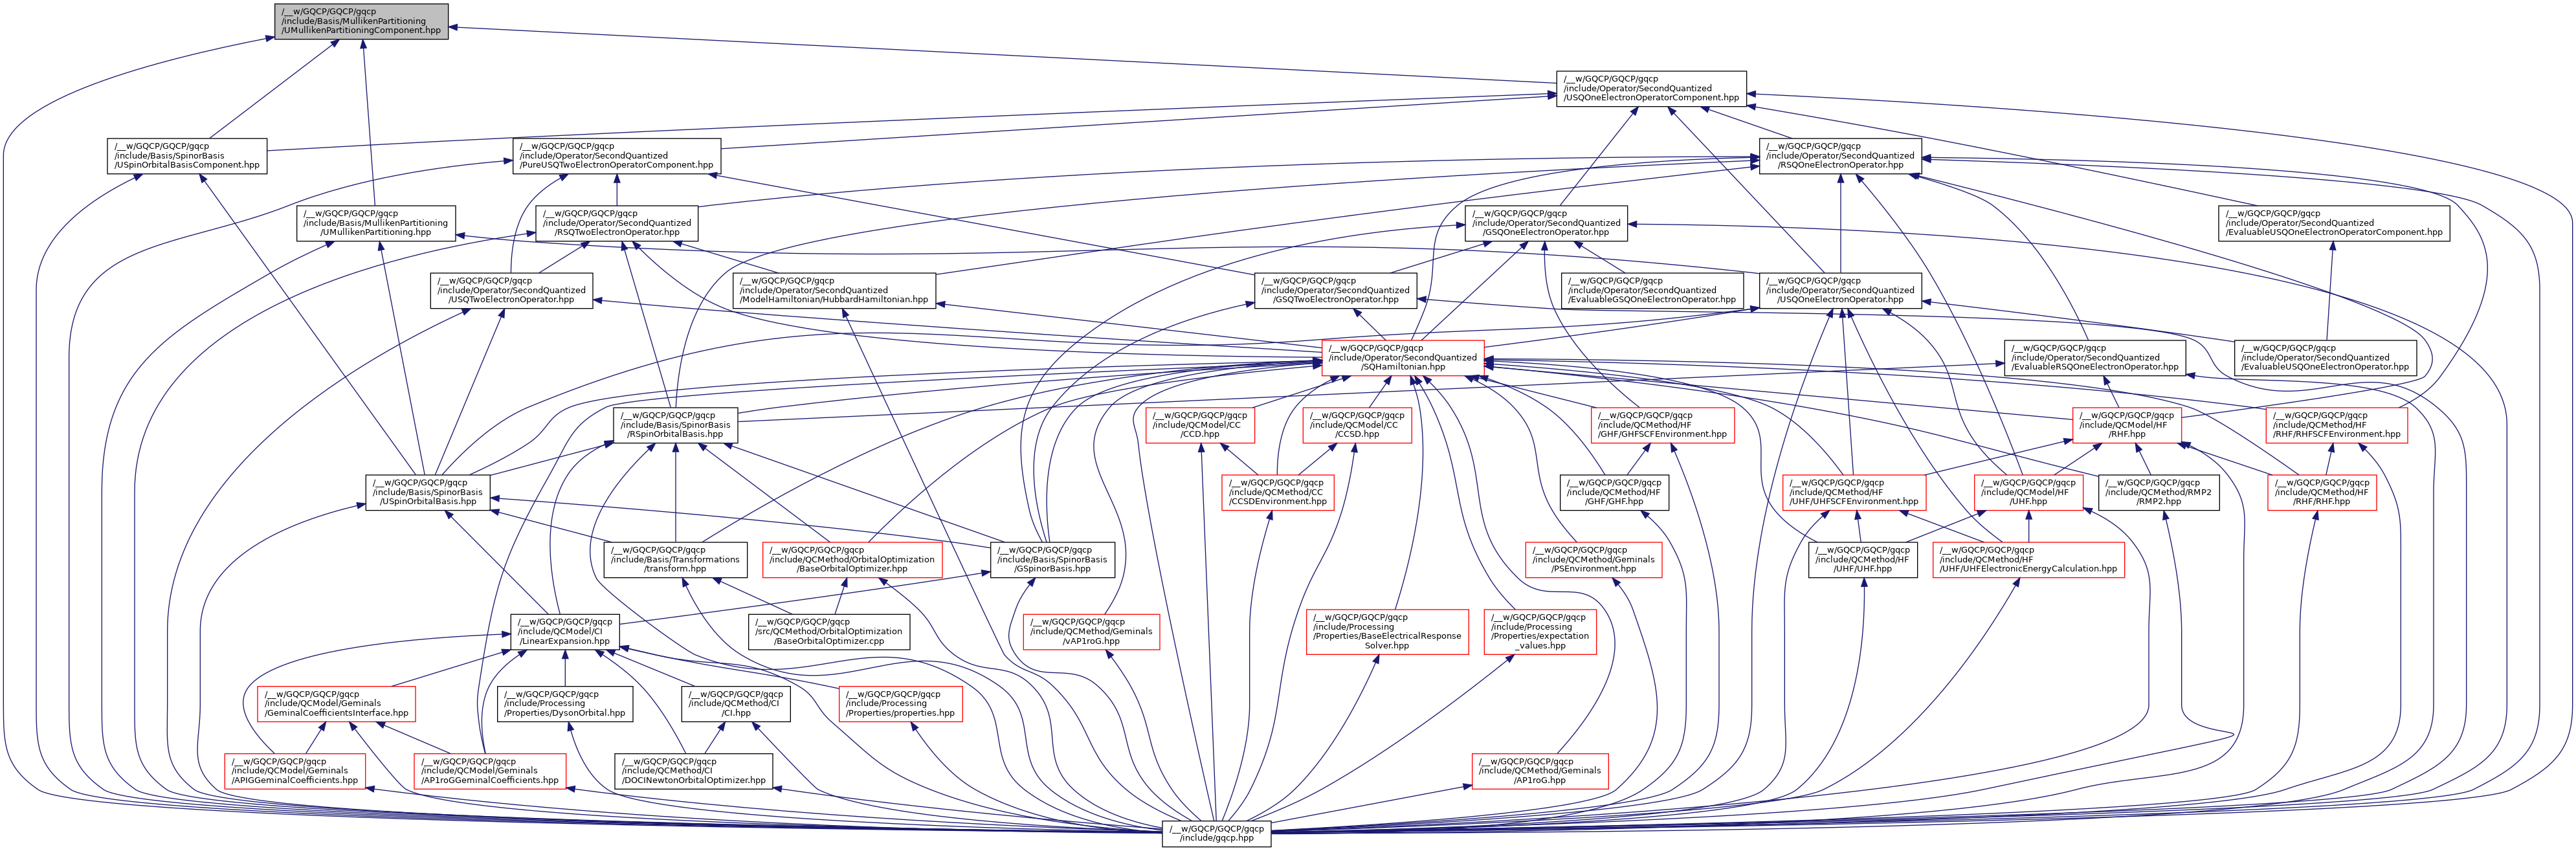 /__w/GQCP/GQCP/gqcp
/include/Basis/MullikenPartitioning
/UMullikenPartitioningComponent.hpp
/__w/GQCP/GQCP/gqcp
/include/Operator/SecondQuantized
/USQOneElectronOperatorComponent.hpp
/__w/GQCP/GQCP/gqcp
/include/Basis/SpinorBasis
/USpinOrbitalBasisComponent.hpp
/__w/GQCP/GQCP/gqcp
/include/Operator/SecondQuantized
/PureUSQTwoElectronOperatorComponent.hpp
/__w/GQCP/GQCP/gqcp
/include/Operator/SecondQuantized
/RSQOneElectronOperator.hpp
/__w/GQCP/GQCP/gqcp
/include/Basis/MullikenPartitioning
/UMullikenPartitioning.hpp
/__w/GQCP/GQCP/gqcp
/include/Operator/SecondQuantized
/RSQTwoElectronOperator.hpp
/__w/GQCP/GQCP/gqcp
/include/Operator/SecondQuantized
/GSQOneElectronOperator.hpp
/__w/GQCP/GQCP/gqcp
/include/Operator/SecondQuantized
/EvaluableUSQOneElectronOperatorComponent.hpp
/__w/GQCP/GQCP/gqcp
/include/Operator/SecondQuantized
/USQTwoElectronOperator.hpp
/__w/GQCP/GQCP/gqcp
/include/Operator/SecondQuantized
/ModelHamiltonian/HubbardHamiltonian.hpp
/__w/GQCP/GQCP/gqcp
/include/Operator/SecondQuantized
/GSQTwoElectronOperator.hpp
/__w/GQCP/GQCP/gqcp
/include/Operator/SecondQuantized
/EvaluableGSQOneElectronOperator.hpp
/__w/GQCP/GQCP/gqcp
/include/Operator/SecondQuantized
/USQOneElectronOperator.hpp
/__w/GQCP/GQCP/gqcp
/include/Operator/SecondQuantized
/SQHamiltonian.hpp
/__w/GQCP/GQCP/gqcp
/include/Operator/SecondQuantized
/EvaluableRSQOneElectronOperator.hpp
/__w/GQCP/GQCP/gqcp
/include/Operator/SecondQuantized
/EvaluableUSQOneElectronOperator.hpp
/__w/GQCP/GQCP/gqcp
/include/Basis/SpinorBasis
/RSpinOrbitalBasis.hpp
/__w/GQCP/GQCP/gqcp
/include/QCModel/CC
/CCD.hpp
/__w/GQCP/GQCP/gqcp
/include/QCModel/CC
/CCSD.hpp
/__w/GQCP/GQCP/gqcp
/include/QCMethod/HF
/GHF/GHFSCFEnvironment.hpp
/__w/GQCP/GQCP/gqcp
/include/QCModel/HF
/RHF.hpp
/__w/GQCP/GQCP/gqcp
/include/QCMethod/HF
/RHF/RHFSCFEnvironment.hpp
/__w/GQCP/GQCP/gqcp
/include/Basis/SpinorBasis
/USpinOrbitalBasis.hpp
/__w/GQCP/GQCP/gqcp
/include/QCMethod/CC
/CCSDEnvironment.hpp
/__w/GQCP/GQCP/gqcp
/include/QCMethod/HF
/GHF/GHF.hpp
/__w/GQCP/GQCP/gqcp
/include/QCMethod/HF
/UHF/UHFSCFEnvironment.hpp
/__w/GQCP/GQCP/gqcp
/include/QCModel/HF
/UHF.hpp
/__w/GQCP/GQCP/gqcp
/include/QCMethod/RMP2
/RMP2.hpp
/__w/GQCP/GQCP/gqcp
/include/QCMethod/HF
/RHF/RHF.hpp
/__w/GQCP/GQCP/gqcp
/include/Basis/Transformations
/transform.hpp
/__w/GQCP/GQCP/gqcp
/include/QCMethod/OrbitalOptimization
/BaseOrbitalOptimizer.hpp
/__w/GQCP/GQCP/gqcp
/include/Basis/SpinorBasis
/GSpinorBasis.hpp
/__w/GQCP/GQCP/gqcp
/include/QCMethod/Geminals
/PSEnvironment.hpp
/__w/GQCP/GQCP/gqcp
/include/QCMethod/HF
/UHF/UHF.hpp
/__w/GQCP/GQCP/gqcp
/include/QCMethod/HF
/UHF/UHFElectronicEnergyCalculation.hpp
/__w/GQCP/GQCP/gqcp
/include/QCModel/CI
/LinearExpansion.hpp
/__w/GQCP/GQCP/gqcp
/src/QCMethod/OrbitalOptimization
/BaseOrbitalOptimizer.cpp
/__w/GQCP/GQCP/gqcp
/include/QCMethod/Geminals
/vAP1roG.hpp
/__w/GQCP/GQCP/gqcp
/include/Processing
/Properties/BaseElectricalResponse
Solver.hpp
/__w/GQCP/GQCP/gqcp
/include/Processing
/Properties/expectation
_values.hpp
/__w/GQCP/GQCP/gqcp
/include/QCModel/Geminals
/GeminalCoefficientsInterface.hpp
/__w/GQCP/GQCP/gqcp
/include/Processing
/Properties/DysonOrbital.hpp
/__w/GQCP/GQCP/gqcp
/include/QCMethod/CI
/CI.hpp
/__w/GQCP/GQCP/gqcp
/include/Processing
/Properties/properties.hpp
/__w/GQCP/GQCP/gqcp
/include/QCModel/Geminals
/APIGGeminalCoefficients.hpp
/__w/GQCP/GQCP/gqcp
/include/QCModel/Geminals
/AP1roGGeminalCoefficients.hpp
/__w/GQCP/GQCP/gqcp
/include/QCMethod/CI
/DOCINewtonOrbitalOptimizer.hpp
/__w/GQCP/GQCP/gqcp
/include/QCMethod/Geminals
/AP1roG.hpp
/__w/GQCP/GQCP/gqcp
/include/gqcp.hpp